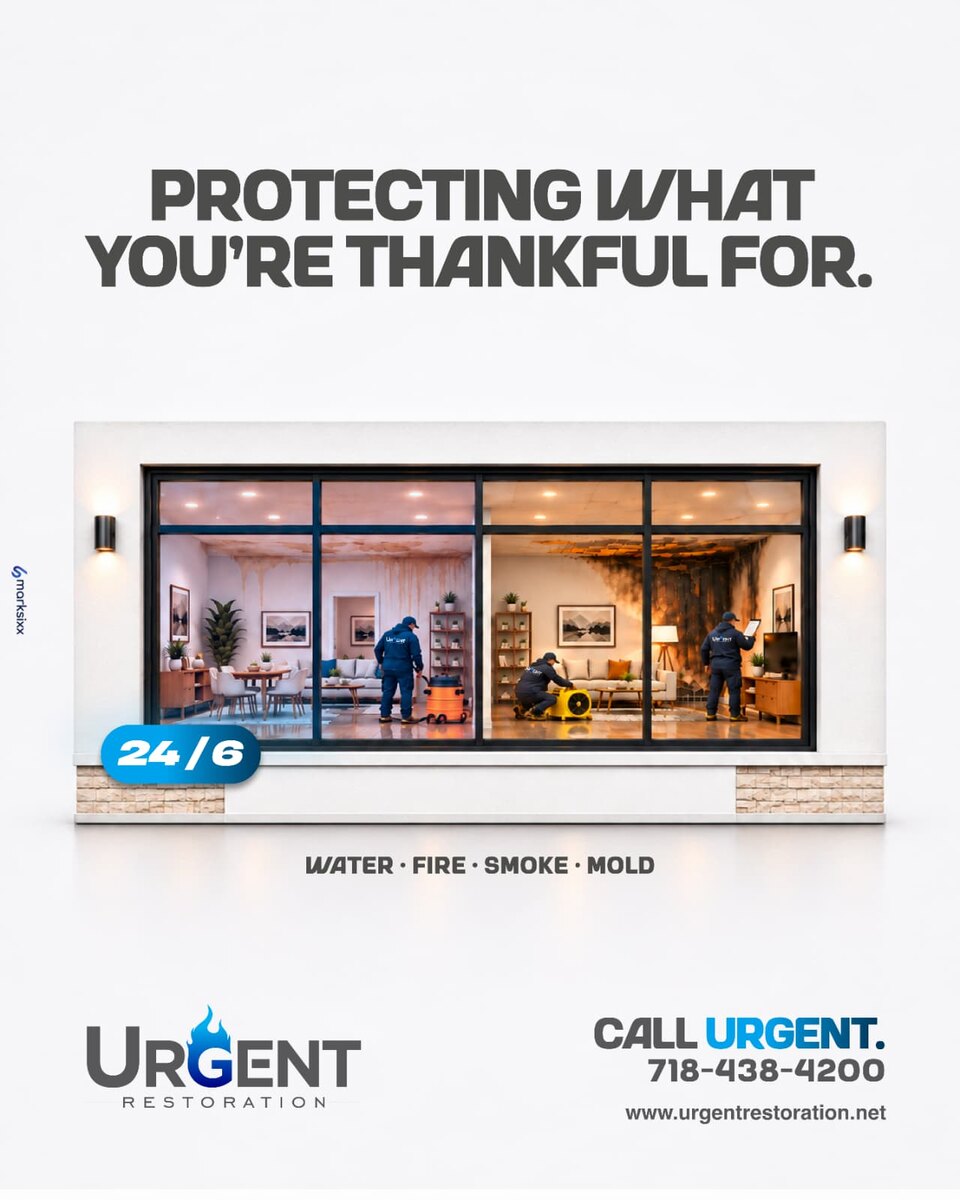 PROTECTING WHAT
YOU'RE THANKFUL FOR.
marksixx
24/6
WATER · FIRE · SMOKE · MOLD
URGENT
RESTORATION
CALL URGENT.
718-438-4200
www.urgentrestoration.net